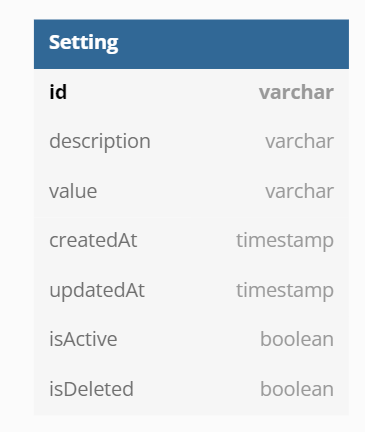 Setting
id varchar
description varchar
value varchar
createdAt timestamp
updatedAt timestamp
isActive boolean
isDeleted boolean